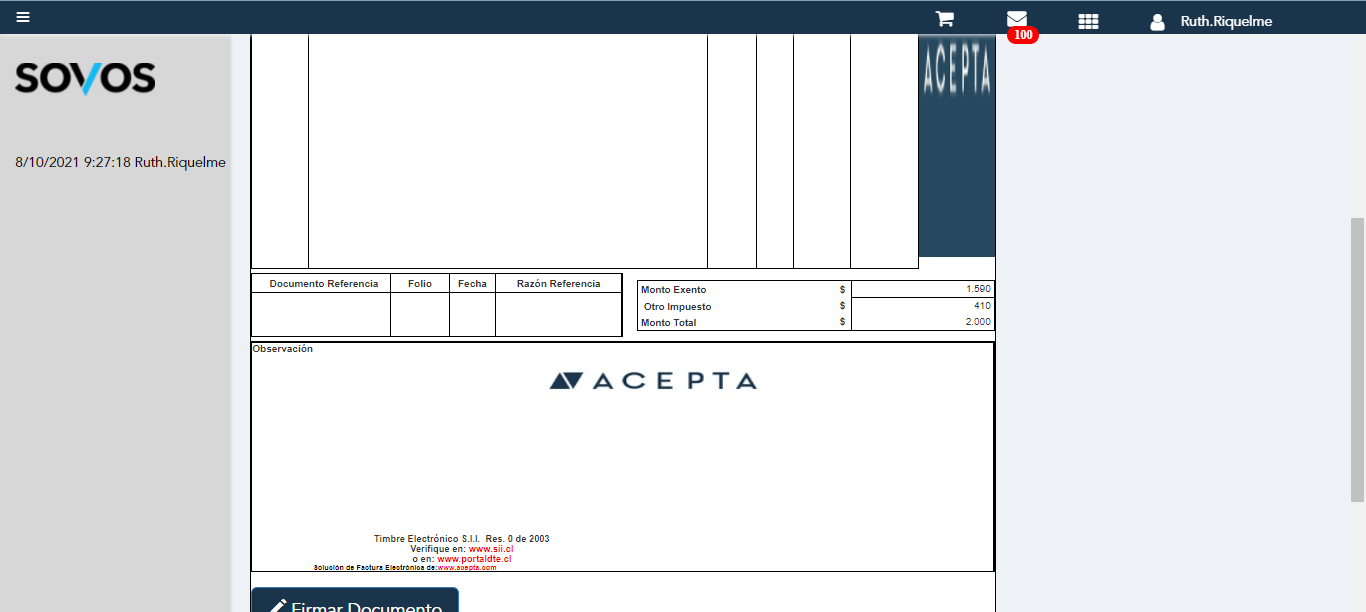 Ruth.Riquelme
100
SOVOS
ACEPTA
8/10/2021 9:27:18 Ruth.Riquelme
Documento Referencia Folio Fecha Razón Referencia
Monto Exento $ 1.590
Otro Impuesto $ 410
Monto Total $ 2.000
Observación
ACEPTA
Timbre Electrónico S.I.I. Res. 0 de 2003
Verifique en: www.sii.cl
o en: www.portaldte.cl
Solución de Factura Electrónica de:www.acepta.com
Firmar Documento